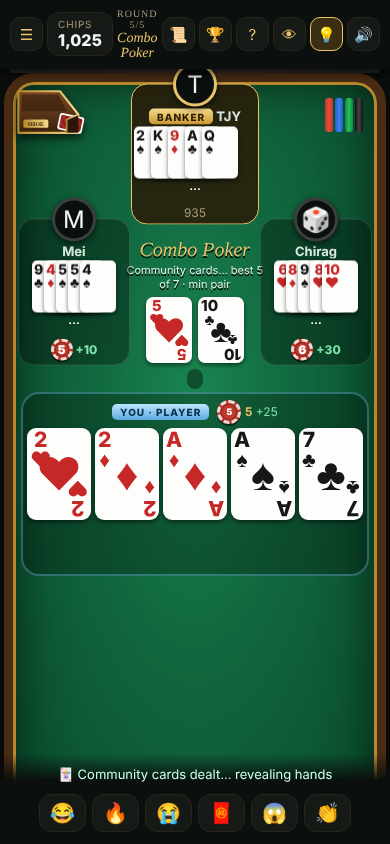 ☰
CHIPS
1,025
ROUND
5/5
Combo
Poker
?
SHOE
T
BANKER TJY
2 K 9 A Q
...
935
M
Mei
9 4 5 5 4
...
5 +10
Combo Poker
Community cards... best 5
of 7 · min pair
5 10
5 10
Chirag
6 8 9 8 10
...
6 +30
YOU · PLAYER 5 5 +25
2 2 A A 7
2 2 A A 7
🃏 Community cards dealt... revealing hands